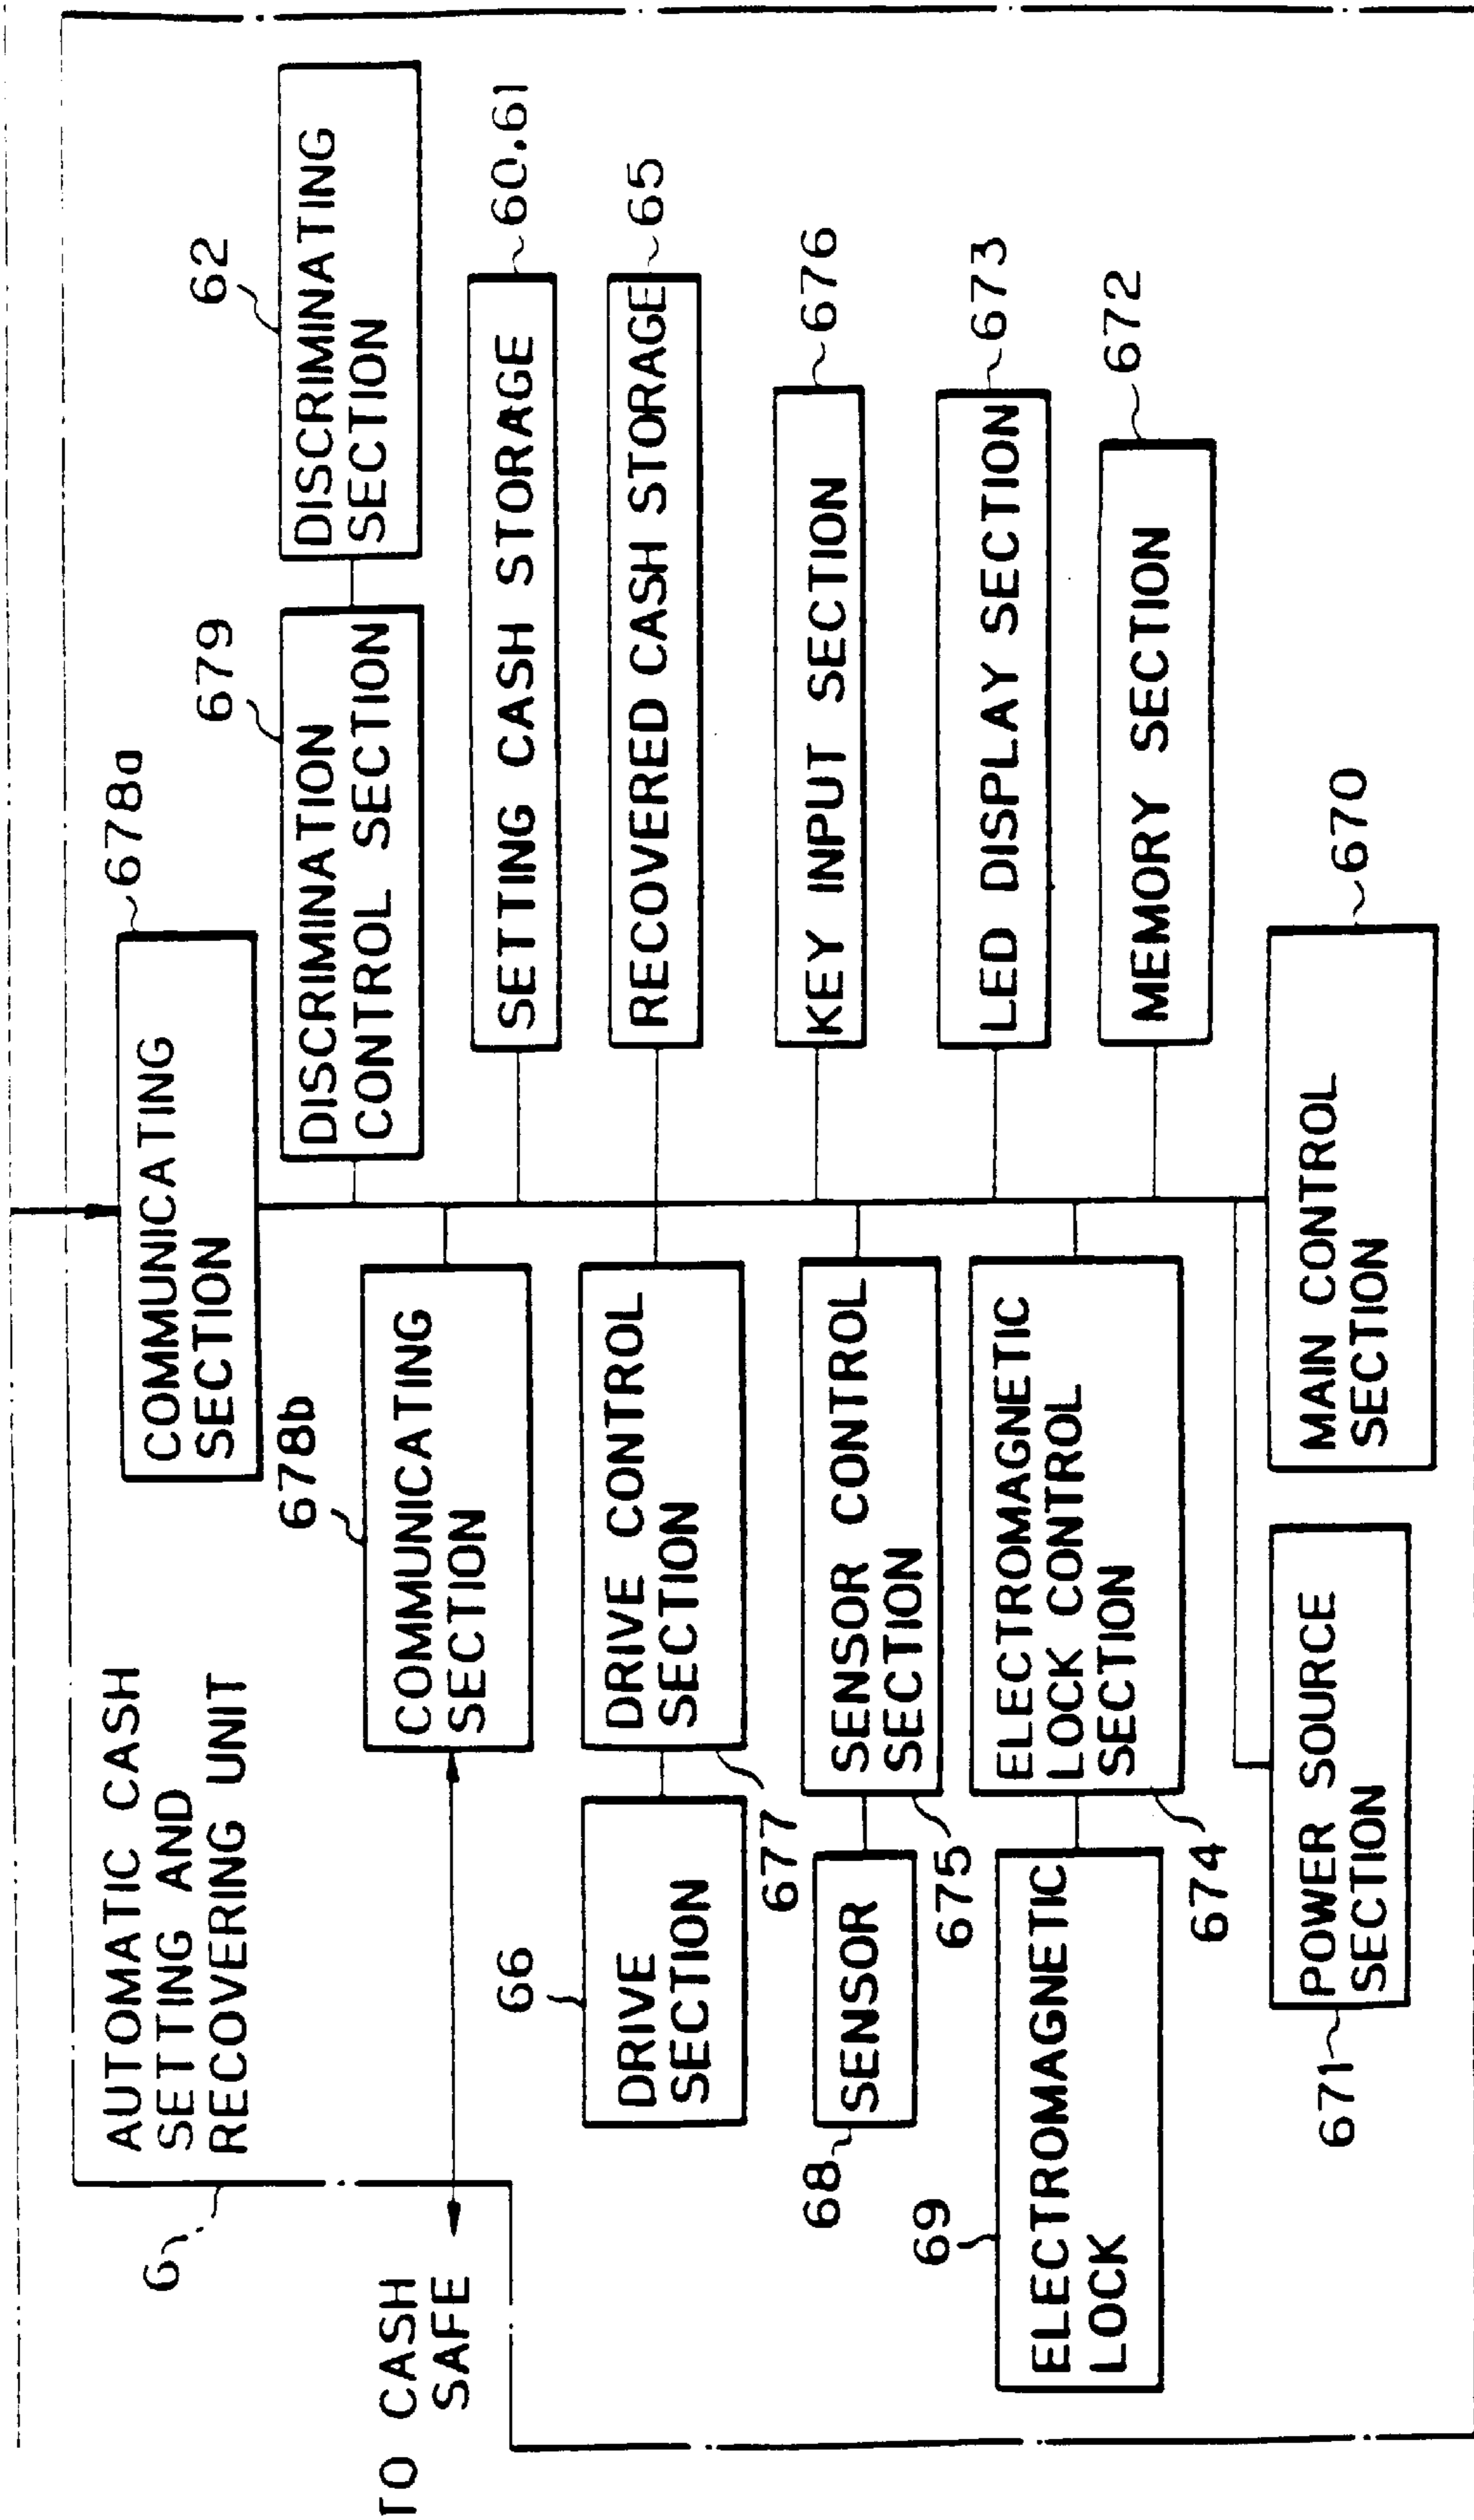 AUTOMATIC CASH
SETTING AND
RECOVERING UNIT
6
TO CASH
SAFE
COMMUNICATING
SECTION
678a
678b
COMMUNICATING
SECTION
DISCRIMINATION
CONTROL SECTION
679
DISCRIMINATING
SECTION
62
SETTING CASH STORAGE
60.61
RECOVERED CASH STORAGE
65
66
DRIVE
SECTION
DRIVE CONTROL
SECTION
677
KEY INPUT SECTION
676
68
SENSOR
SENSOR CONTROL
SECTION
675
LED DISPLAY SECTION
673
69
ELECTROMAGNETIC
LOCK
ELECTROMAGNETIC
LOCK CONTROL
SECTION
674
MEMORY SECTION
672
671
POWER SOURCE
SECTION
MAIN CONTROL
SECTION
670